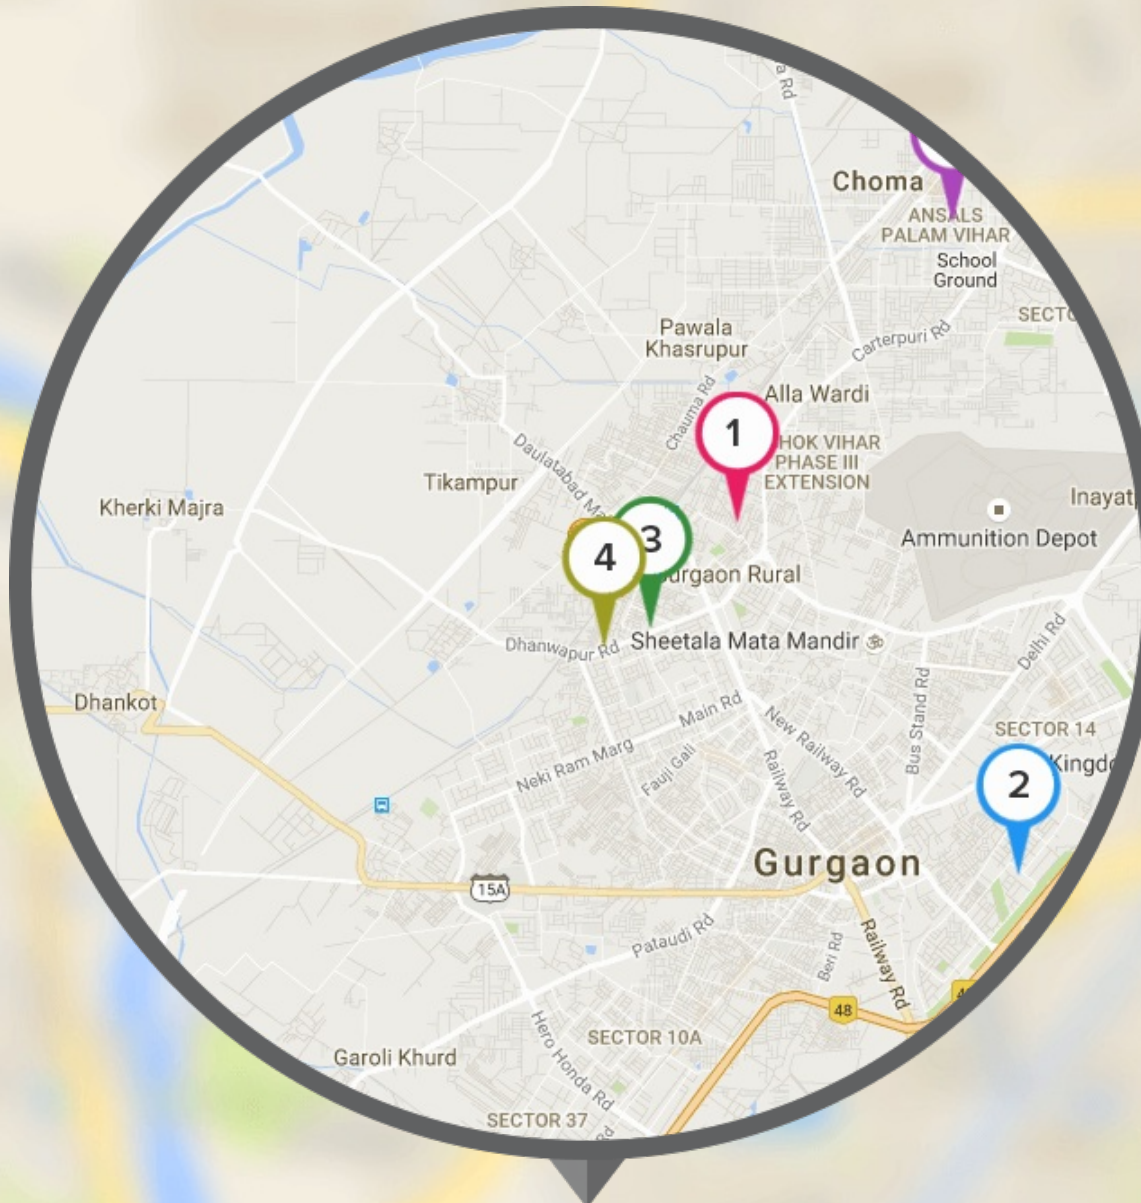 a Rd
Choma
ANSALS
PALAM VIHAR
School
Ground
SECTO
Pawala
Khasrupur
Carterpuri Rd
Chauma Rd
Alla Wardi
1
HOK VIHAR
PHASE III
EXTENSION
Daulatabad Ma
Tikampur
Kherki Majra
Inayat
Ammunition Depot
3
4
urgaon Rural
Dhanwapur Rd
Sheetala Mata Mandir
Delhi Rd
Dhankot
Main Rd
New Railway Rd
Bus Stand Rd
SECTOR 14
Neki Ram Marg
Fauji Gali
Railway Rd
Kingdo
2
Gurgaon
15A
Pataudi Rd
Beri Rd
Railway Rd
48
4
Hero Honda Rd
SECTOR 10A
Garoli Khurd
SECTOR 37
Rd